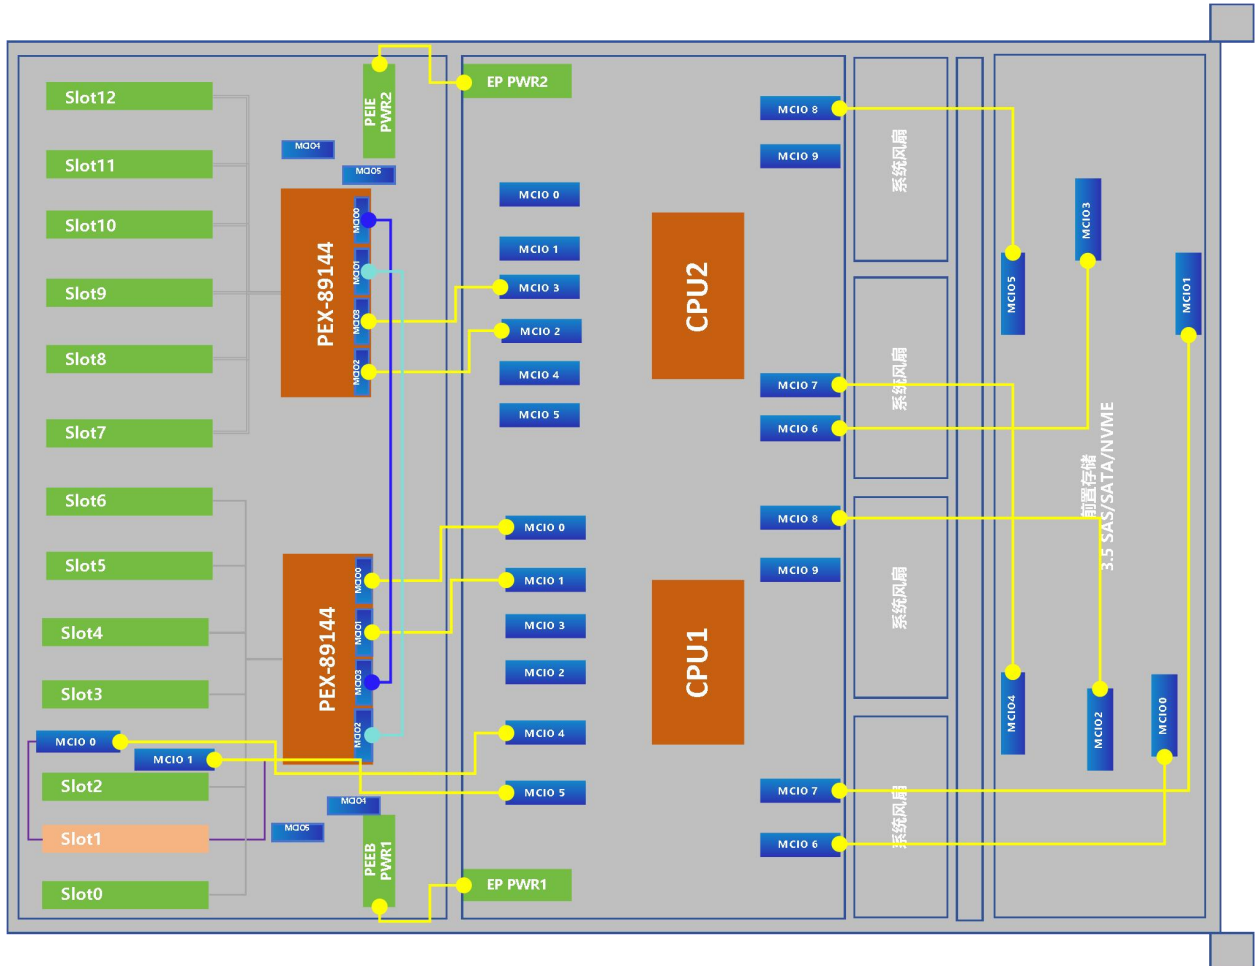 Slot12
Slot11
Slot10
Slot9
Slot8
Slot7
Slot6
Slot5
Slot4
Slot3
MCIO 0
MCIO 1
Slot2
Slot1
Slot0
PEIE
PWR2
MCIO4
MCIO5
PEX-89144
MCIO0
MCIO1
MCIO3
MCIO2
PEX-89144
MCIO0
MCIO1
MCIO3
MCIO2
MCIO4
MCIO5
PEEB
PWR1
EP PWR2
MCIO 0
MCIO 1
MCIO 3
MCIO 2
MCIO 4
MCIO 5
MCIO 0
MCIO 1
MCIO 3
MCIO 2
MCIO 4
MCIO 5
EP PWR1
CPU2
CPU1
MCIO 8
MCIO 9
MCIO 7
MCIO 6
MCIO 8
MCIO 9
MCIO 7
MCIO 6
系统风扇
系统风扇
系统风扇
系统风扇
MCIO3
MCIO5
MCIO1
前置存储
3.5 SAS/SATA/NVME
MCIO4
MCIO2
MCIO0